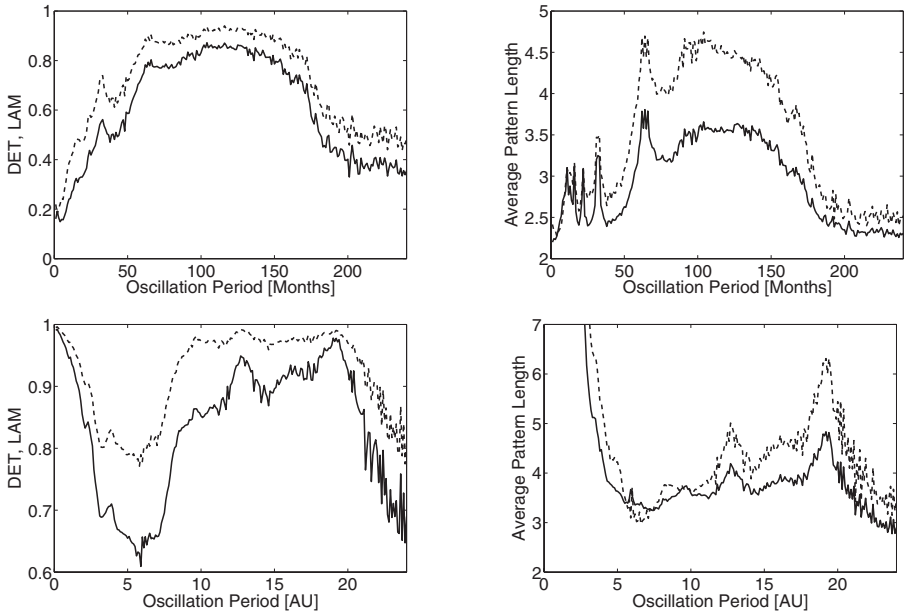 1
0.8
0.6
0.4
0.2
0
DET, LAM
0 50 100 150 200
Oscillation Period [Months]
5
4.5
4
3.5
3
2.5
2
Average Pattern Length
0 50 100 150 200
Oscillation Period [Months]
1
0.9
0.8
0.7
0.6
DET, LAM
0 5 10 15 20
Oscillation Period [AU]
7
6
5
4
3
2
Average Pattern Length
0 5 10 15 20
Oscillation Period [AU]